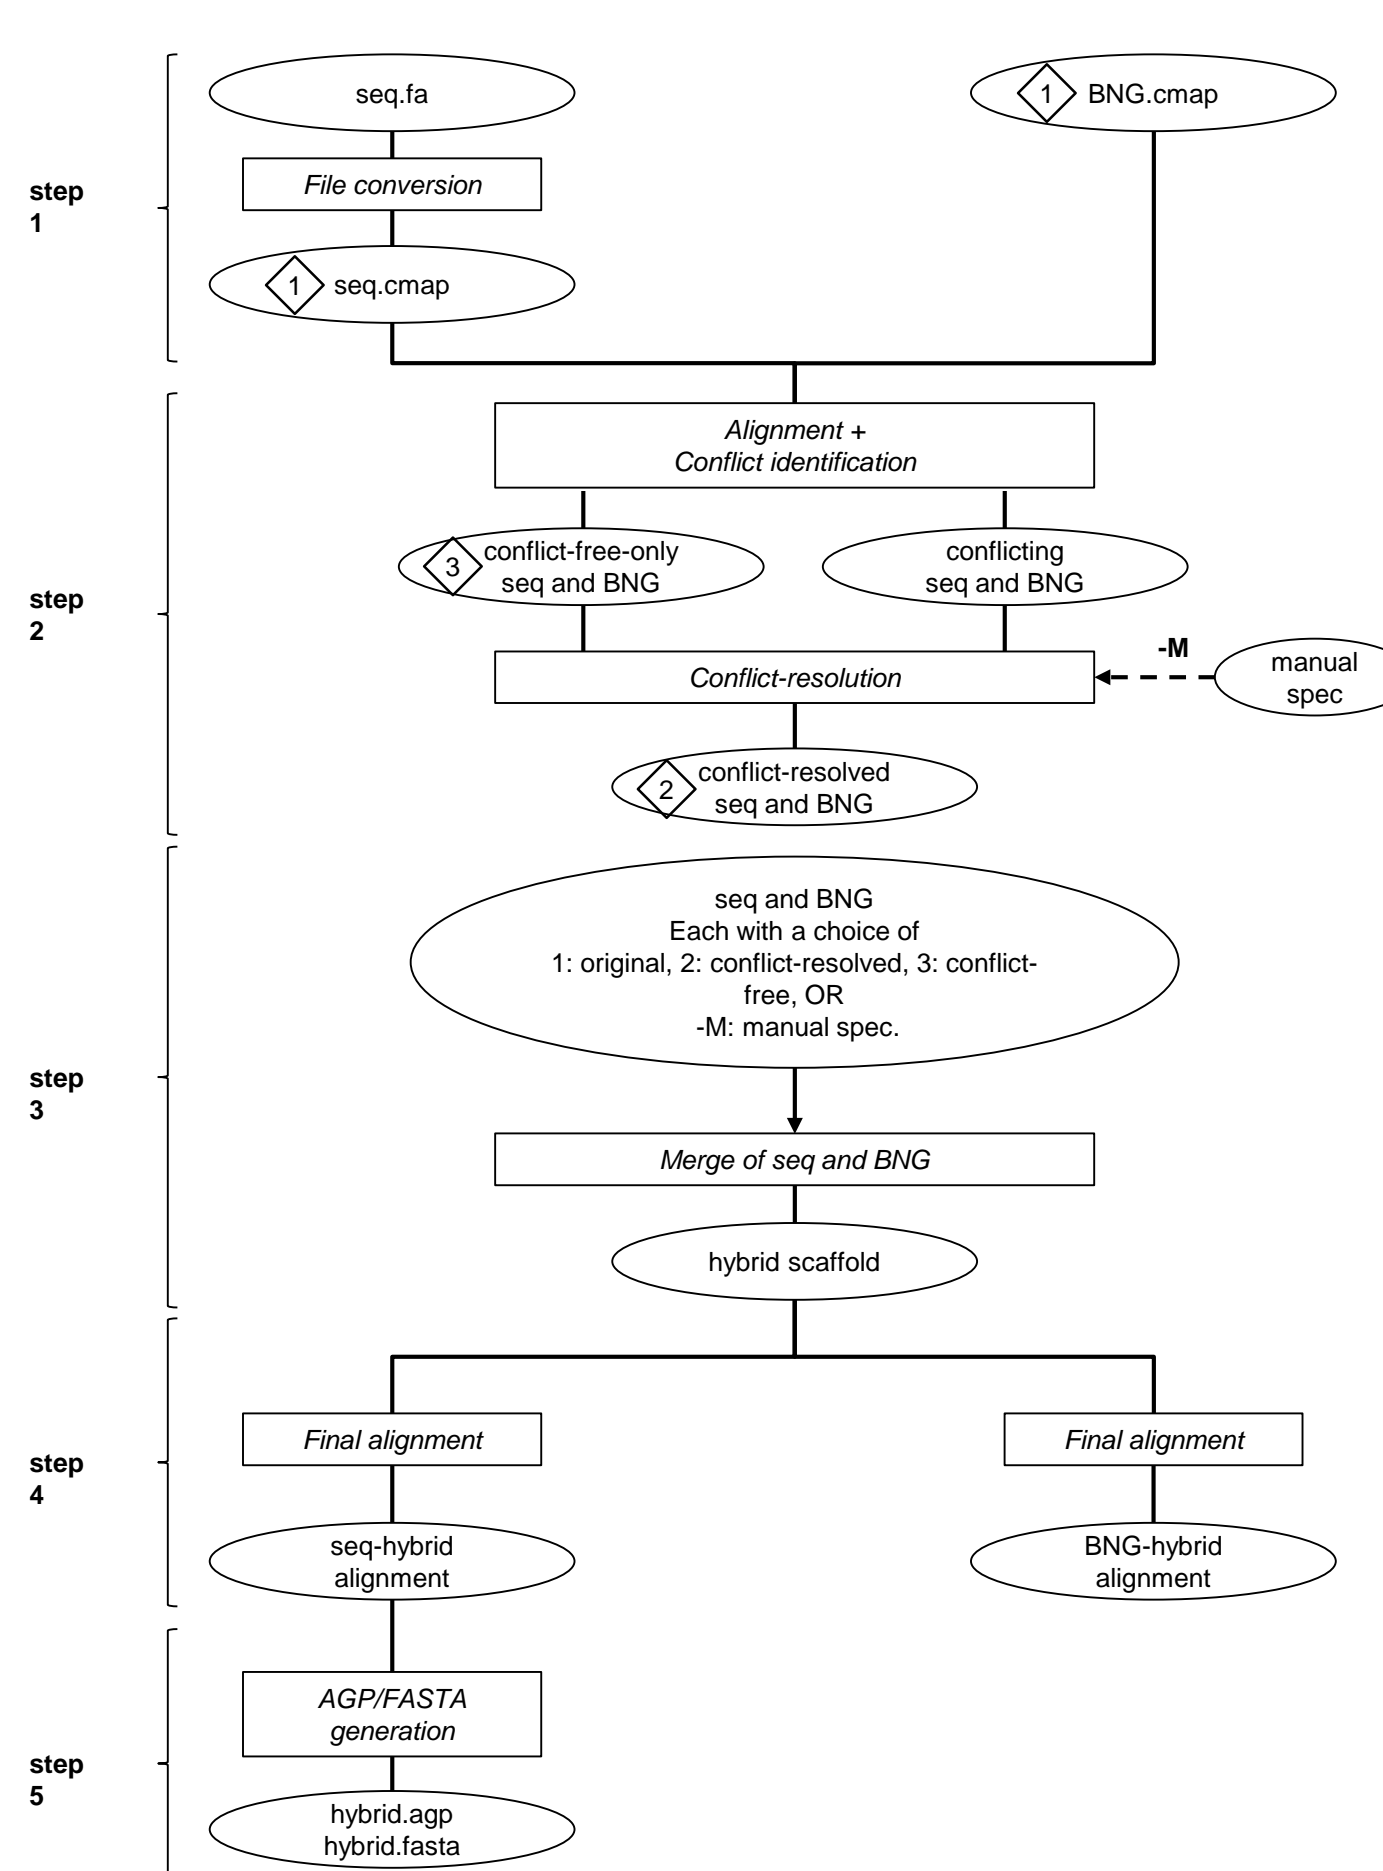 seq.fa
1 BNG.cmap
step
1
File conversion
1 seq.cmap
Alignment +
Conflict identification
3 conflict-free-only
seq and BNG
conflicting
seq and BNG
step
2
-M
manual
spec
Conflict-resolution
2 conflict-resolved
seq and BNG
seq and BNG
Each with a choice of
1: original, 2: conflict-resolved, 3: conflict-
free, OR
-M: manual spec.
step
3
Merge of seq and BNG
hybrid scaffold
Final alignment
Final alignment
step
4
seq-hybrid
alignment
BNG-hybrid
alignment
AGP/FASTA
generation
step
5
hybrid.agp
hybrid.fasta